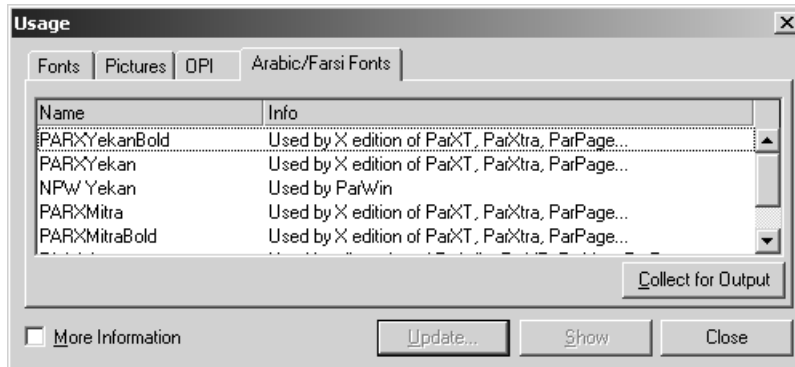 Usage
Fonts Pictures OPI Arabic/Farsi Fonts
Name Info
PARXYekanBold Used by X edition of ParXT, ParXtra, ParPage...
PARXYekan Used by X edition of ParXT, ParXtra, ParPage...
NPW Yekan Used by ParWin
PARXMitra Used by X edition of ParXT, ParXtra, ParPage...
PARXMitraBold Used by X edition of ParXT, ParXtra, ParPage...
Collect for Output
More Information Update... Show Close